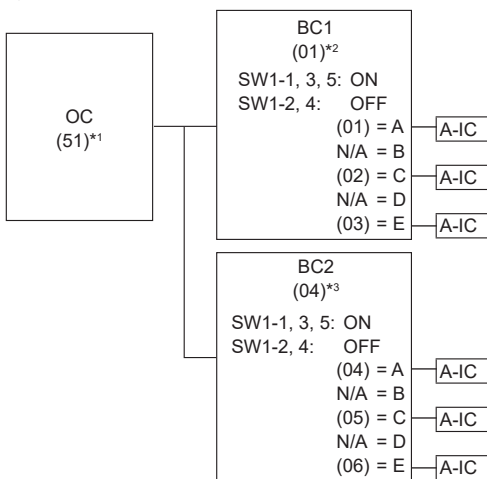 OC
(51)*1
BC1
(01)*2
SW1-1, 3, 5: ON
SW1-2, 4: OFF
(01) = A
A-IC
N/A = B
(02) = C
A-IC
N/A = D
(03) = E
A-IC
BC2
(04)*3
SW1-1, 3, 5: ON
SW1-2, 4: OFF
(04) = A
A-IC
N/A = B
(05) = C
A-IC
N/A = D
(06) = E
A-IC